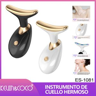 ES-1081
INSTRUMENTO DE
CUELLO HERMOSO